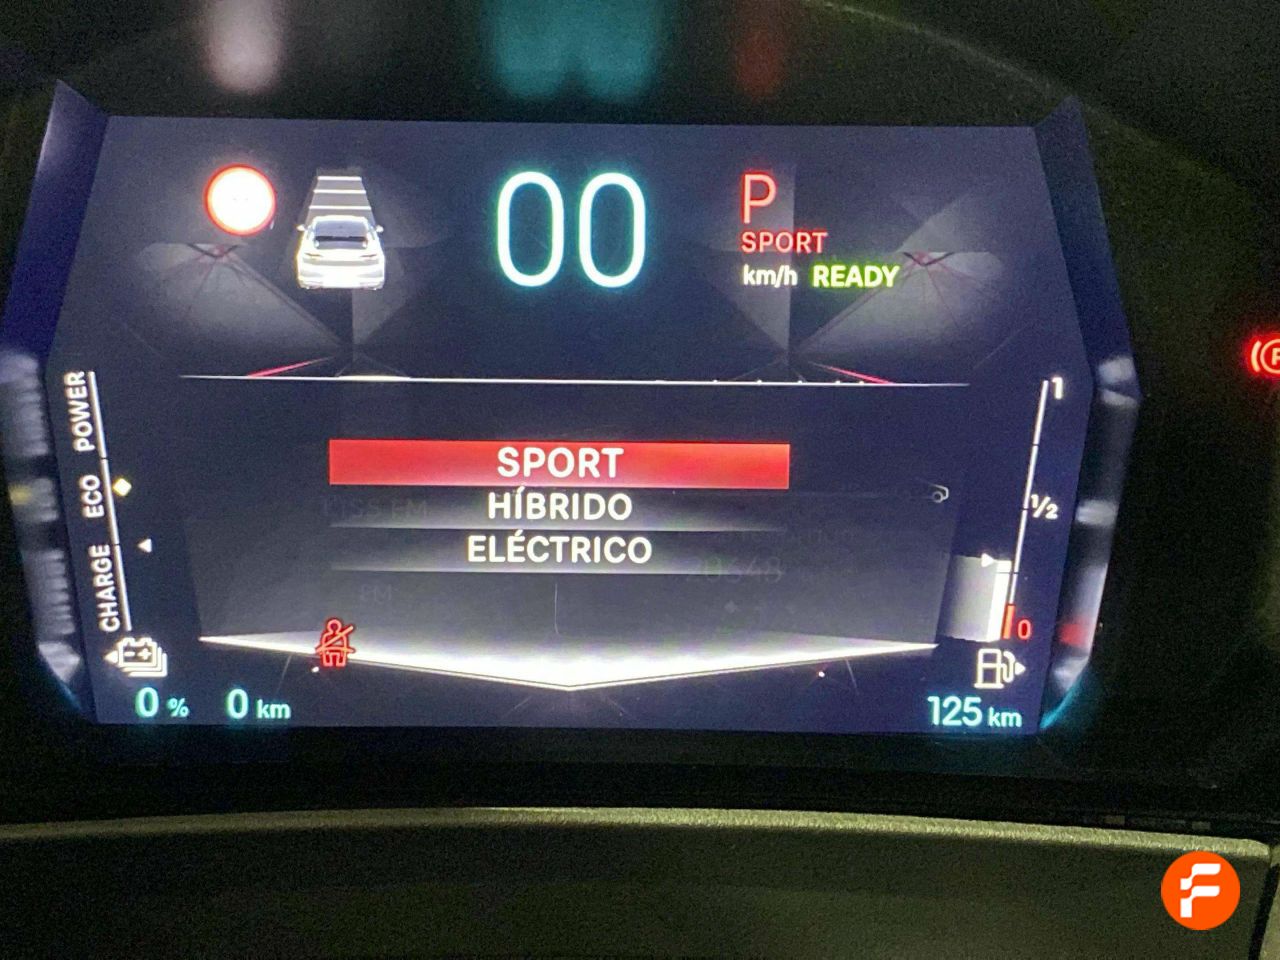 00
P
SPORT
km/h READY
POWER
ECO
CHARGE
SPORT
HÍBRIDO
ELÉCTRICO
1
1/2
0
0 %
0 km
125 km